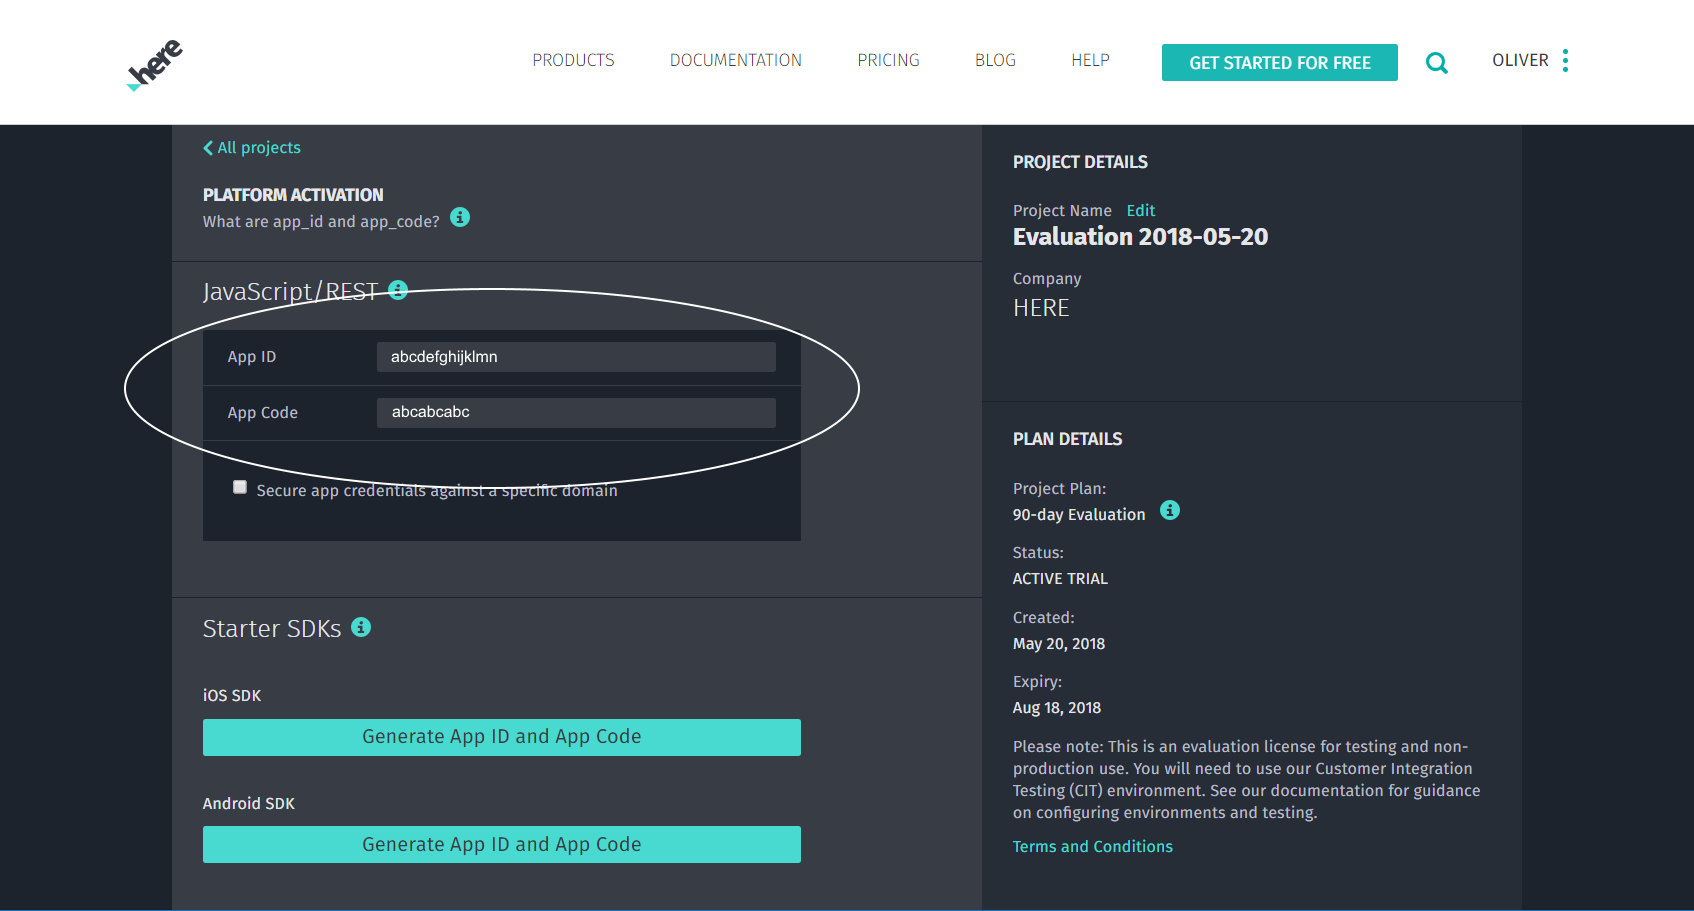 here
PRODUCTS
DOCUMENTATION
PRICING
BLOG
HELP
GET STARTED FOR FREE
OLIVER
All projects
PLATFORM ACTIVATION
What are app_id and app_code?
JavaScript/REST
App ID
abcdefghijklmn
App Code
abcabcabc
Secure app credentials against a specific domain
Starter SDKs
iOS SDK
Generate App ID and App Code
Android SDK
Generate App ID and App Code
PROJECT DETAILS
Project Name Edit
Evaluation 2018-05-20
Company
HERE
PLAN DETAILS
Project Plan:
90-day Evaluation
Status:
ACTIVE TRIAL
Created:
May 20, 2018
Expiry:
Aug 18, 2018
Please note: This is an evaluation license for testing and non-
production use. You will need to use our Customer Integration
Testing (CIT) environment. See our documentation for guidance
on configuring environments and testing.
Terms and Conditions